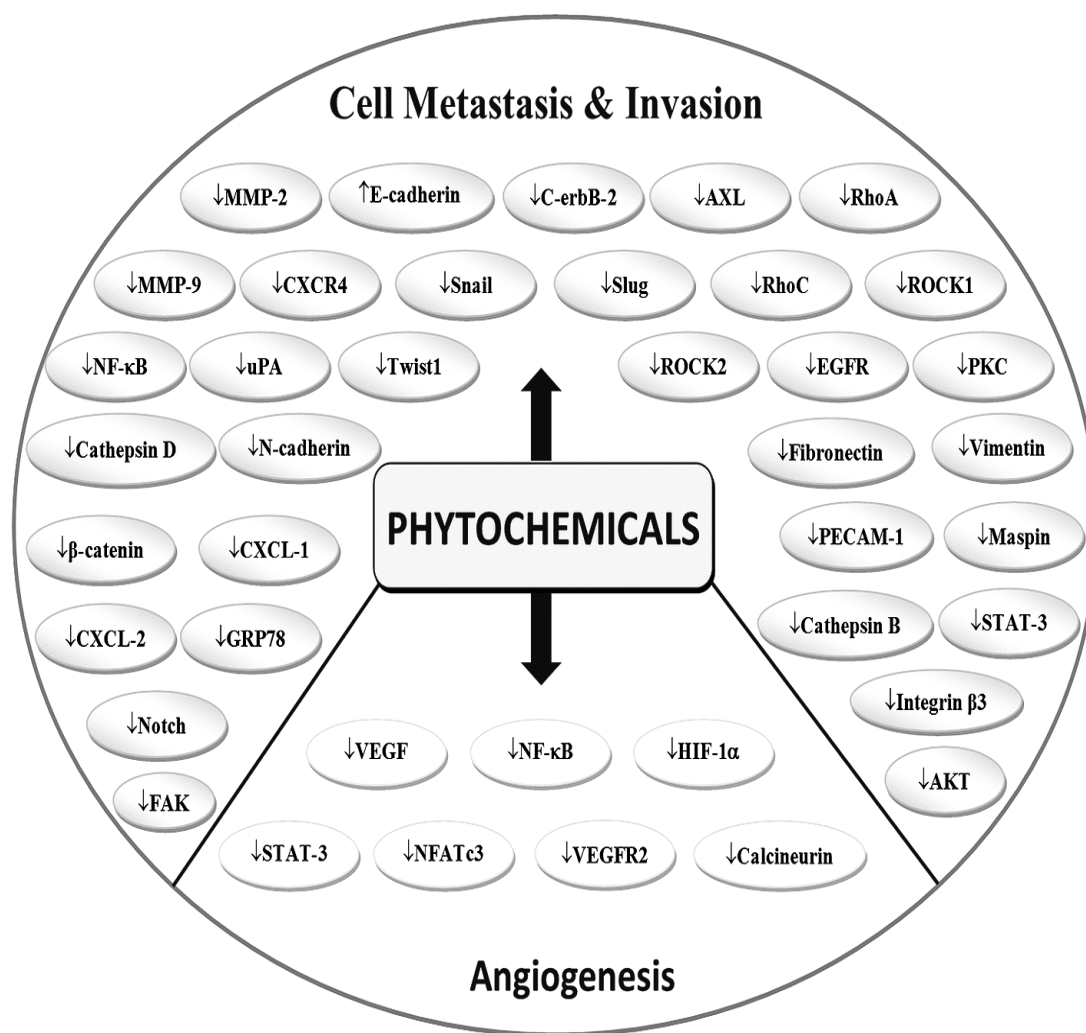 Cell Metastasis & Invasion
↓MMP-2 ↑E-cadherin ↓C-erbB-2 ↓AXL ↓RhoA
↓MMP-9 ↓CXCR4 ↓Snail ↓Slug ↓RhoC ↓ROCK1
↓NF-κB ↓uPA ↓Twist1 ↓ROCK2 ↓EGFR ↓PKC
↓Cathepsin D ↓N-cadherin ↓Fibronectin ↓Vimentin
PHYTOCHEMICALS
↓β-catenin ↓CXCL-1 ↓PECAM-1 ↓Maspin
↓CXCL-2 ↓GRP78 ↓Cathepsin B ↓STAT-3
↓Notch ↓Integrin β3
↓FAK ↓AKT
↓VEGF ↓NF-κB ↓HIF-1α
↓STAT-3 ↓NFATc3 ↓VEGFR2 ↓Calcineurin
Angiogenesis